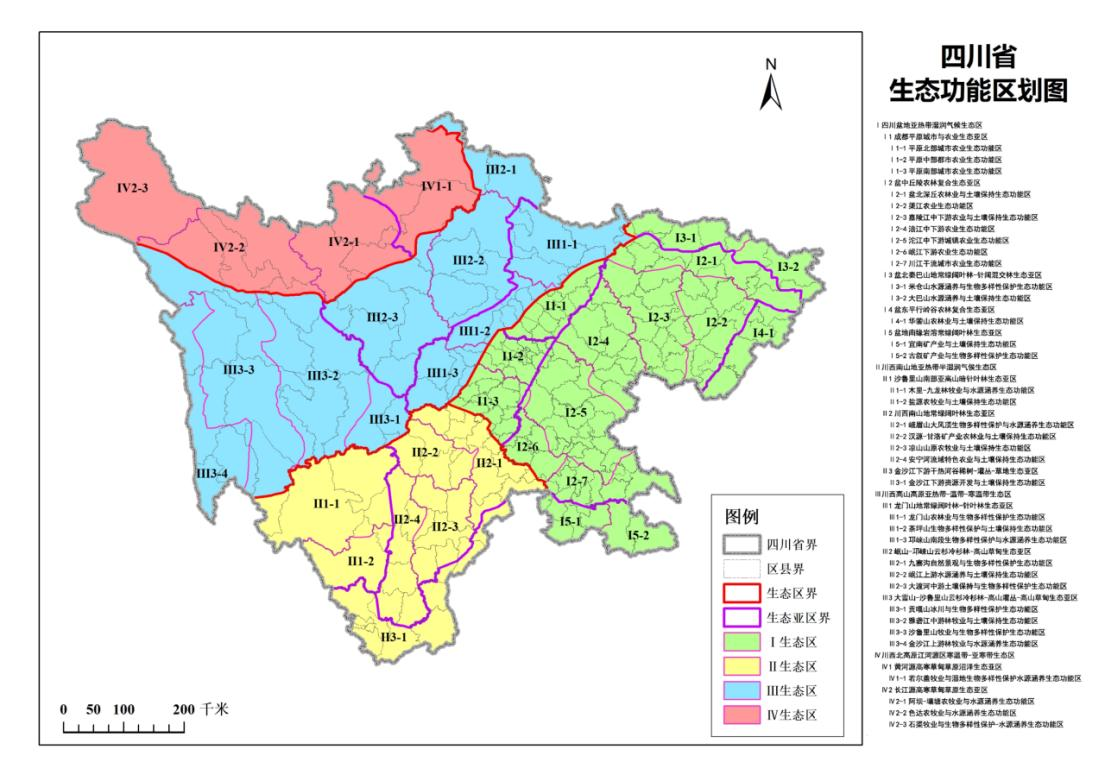 四川省
生态功能区划图
N
IV2-3
IV1-1
III2-1
IV2-2
IV2-1
III1-1
III2-2
I3-1
I2-1
I3-2
III2-3
III1-2
I1-1
I2-3
I2-2
I4-1
I2-4
I1-2
III3-3
III3-2
III1-3
I1-3
III3-1
I2-5
I2-6
II2-2
II2-1
III3-4
I2-7
II1-1
II2-4
II2-3
I5-1
I5-2
II1-2
II3-1
0 50 100 200 千米
图例
四川省界
区县界
生态区界
生态亚区界
I生态区
II生态区
III生态区
IV生态区
I四川盆地亚热带湿润气候生态区
I1成都平原城市与农业生态亚区
I1-1平原北部城市农业生态功能区
I1-2平原中部都市农业生态功能区
I1-3平原南部城市农业生态功能区
I2盆中丘陵农林复合生态亚区
I2-1盆北深丘农林业与土壤保持生态功能区
I2-2渠江农业生态功能区
I2-3嘉陵江中下游农业与土壤保持生态功能区
I2-4涪江中下游农业生态功能区
I2-5沱江中下游城镇农业生态功能区
I2-6岷江下游农业生态功能区
I2-7川江干流城市农业生态功能区
I3盆北秦巴山地常绿阔叶林-针阔混交林生态亚区
I3-1米仓山水源涵养与生物多样性保护生态功能区
I3-2大巴山水源涵养与土壤保持生态功能区
I4盆东平行岭谷农林复合生态亚区
I4-1华蓥山农林业与土壤保持生态功能区
I5盆地南缘岩溶常绿阔叶林生态亚区
I5-1宜南矿产业与土壤保持生态功能区
I5-2古叙矿产业与生物多样性保护生态功能区
II川西南山地亚热带半湿润气候生态区
II1沙鲁里山南部亚高山暗针叶林生态亚区
II1-1木里-九龙林牧业与水源涵养生态功能区
II1-2盐源农牧业与土壤保持生态功能区
II2川西南山地常绿阔叶林生态亚区
II2-1峨眉山大风顶生物多样性保护与水源涵养生态功能区
II2-2汉源-甘洛矿产业农林业与土壤保持生态功能区
II2-3凉山山原农牧业与土壤保持生态功能区
II2-4安宁河流域特色农业与土壤保持生态功能区
II3金沙江下游干热河谷稀树-灌丛-草地生态亚区
II3-1金沙江下游资源开发与土壤保持生态功能区
III川西高山高原亚热带-温带-寒温带生态区
III1龙门山地常绿阔叶林-针叶林生态亚区
III1-1龙门山农林业与生物多样性保护生态功能区
III1-2茶坪山生物多样性保护与土壤保持生态功能区
III1-3邛崃山南段生物多样性保护与水源涵养生态功能区
III2岷山-邛崃山云杉冷杉林-高山草甸生态亚区
III2-1九寨沟自然景观与生物多样性保护生态功能区
III2-2岷江上游水源涵养与土壤保持生态功能区
III2-3大渡河中游土壤保持与生物多样性保护生态功能区
III3大雪山-沙鲁里山云杉冷杉林-高山灌丛-高山草甸生态亚区
III3-1贡嘎山冰川与生物多样性保护生态功能区
III3-2雅砻江中游林牧业与土壤保持生态功能区
III3-3沙鲁里山牧业与生物多样性保护生态功能区
III3-4金沙江上游林牧业与水源涵养生态功能区
IV川西北高原江河源区寒温带-亚寒带生态区
IV1黄河源高寒草甸草原沼泽生态亚区
IV1-1若尔盖牧业与湿地生物多样性保护水源涵养生态功能区
IV2长江源高寒草甸草原生态亚区
IV2-1阿坝-壤塘农牧业与水源涵养生态功能区
IV2-2色达农牧业与水源涵养生态功能区
IV2-3石渠牧业与生物多样性保护-水源涵养生态功能区